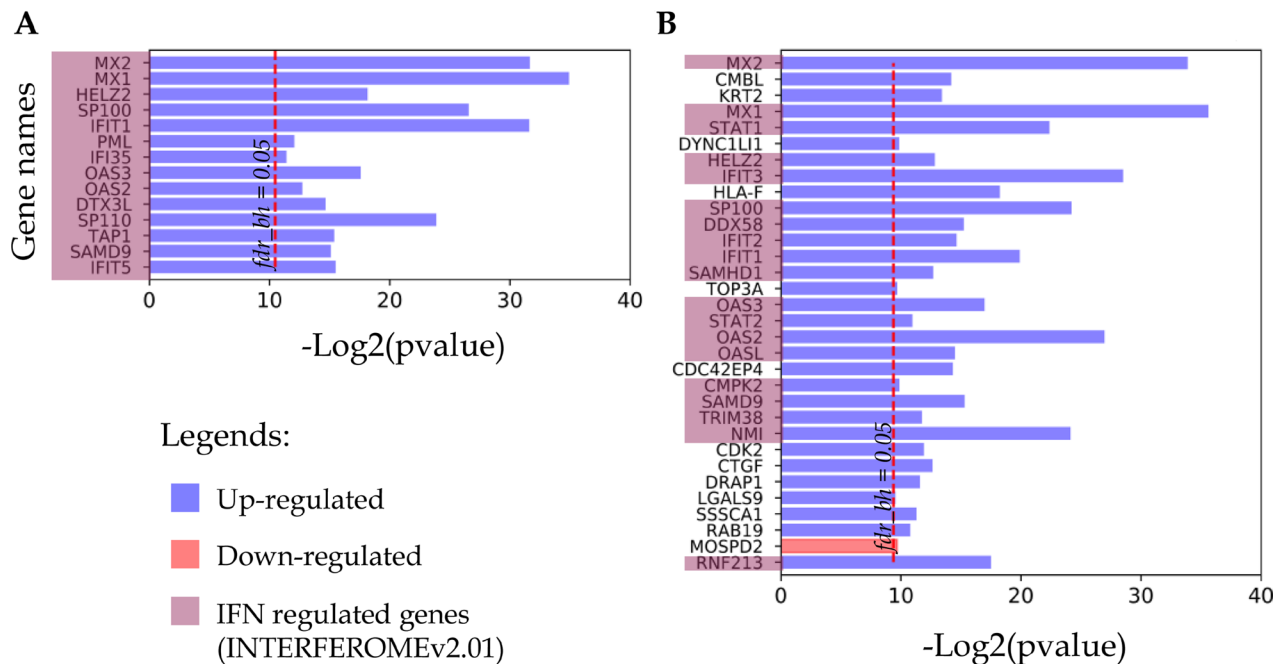 A
Gene names
MX2
MX1
HELZ2
SP100
IFIT1
PML
IFI35
OAS3
OAS2
DTX3L
SP110
TAP1
SAMD9
IFIT5
fdr_bh = 0.05
0 10 20 30 40
-Log2(pvalue)
Legends:
Up-regulated
Down-regulated
IFN regulated genes
(INTERFEROMEv2.01)
B
MX2
CMBL
KRT2
MX1
STAT1
DYNC1LI1
HELZ2
IFIT3
HLA-F
SP100
DDX58
IFIT2
IFIT1
SAMHD1
TOP3A
OAS3
STAT2
OAS2
OASL
CDC42EP4
CMPK2
SAMD9
TRIM38
NMI
CDK2
CTGF
DRAP1
LGALS9
SSSCA1
RAB19
MOSPD2
RNF213
fdr_bh = 0.05
0 10 20 30 40
-Log2(pvalue)